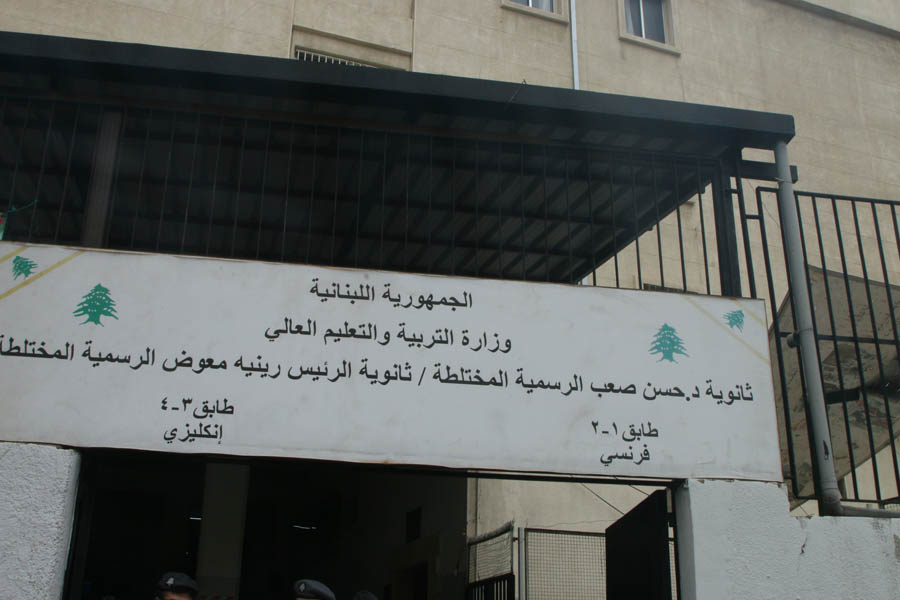 الجمهورية اللبنانية
وزارة التربية والتعليم العالي
ثانوية د.حسن صعب الرسمية المختلطة / ثانوية الرئيس رينيه معوض الرسمية المختلطة
طابق ١-٢
فرنسي
طابق ٣-٤
إنكليزي